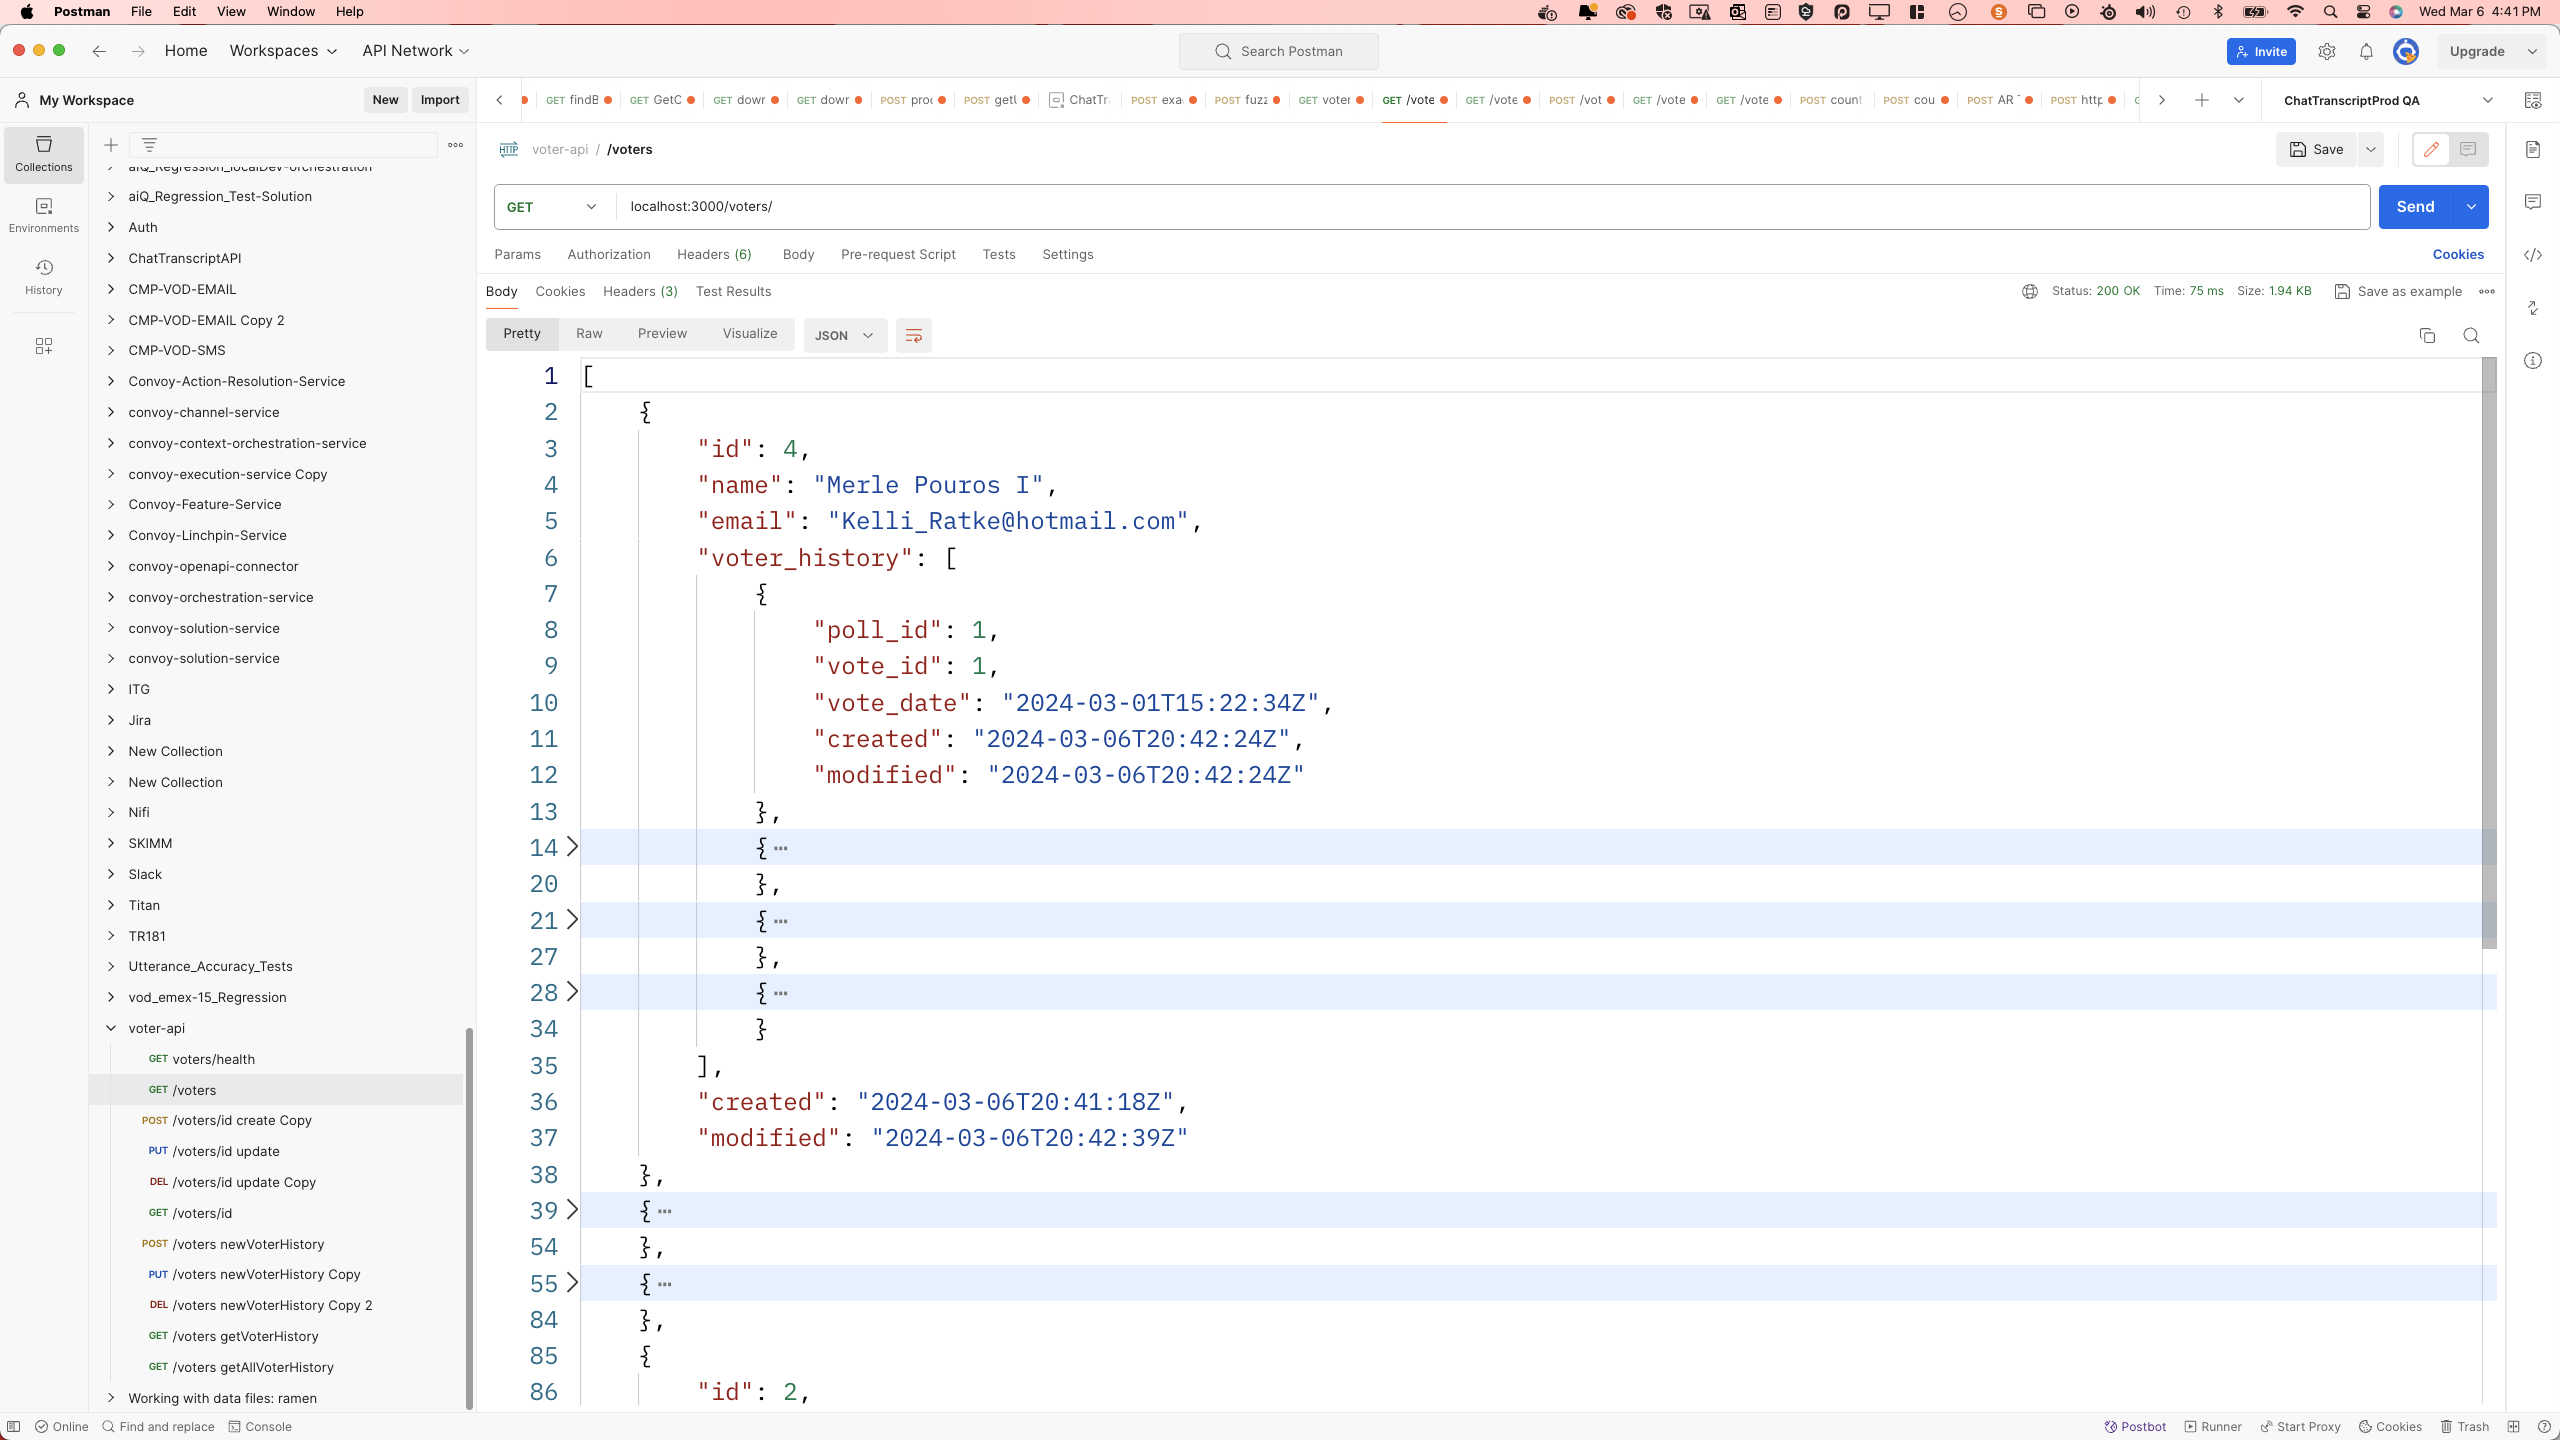 Postman File Edit View Window Help
Wed Mar 6 4:41 PM
Home Workspaces API Network
Search Postman
Invite
Upgrade
My Workspace
New Import
GET findB
GET GetC
GET dowr
GET dowr
POST proc
POST getU
ChatTr
POST exa
POST fuzz
GET voter
GET /vote
GET /vote
POST /vot
GET /vote
GET /vote
POST count
POST cou
POST AR
POST http
ChatTranscriptProd QA
Collections
Environments
History
aiQ_Regression_localDev-orchestration
aiQ_Regression_Test-Solution
Auth
ChatTranscriptAPI
CMP-VOD-EMAIL
CMP-VOD-EMAIL Copy 2
CMP-VOD-SMS
Convoy-Action-Resolution-Service
convoy-channel-service
convoy-context-orchestration-service
convoy-execution-service Copy
Convoy-Feature-Service
Convoy-Linchpin-Service
convoy-openapi-connector
convoy-orchestration-service
convoy-solution-service
convoy-solution-service
ITG
Jira
New Collection
New Collection
Nifi
SKIMM
Slack
Titan
TR181
Utterance_Accuracy_Tests
vod_emex-15_Regression
voter-api
GET voters/health
GET /voters
POST /voters/id create Copy
PUT /voters/id update
DEL /voters/id update Copy
GET /voters/id
POST /voters newVoterHistory
PUT /voters newVoterHistory Copy
DEL /voters newVoterHistory Copy 2
GET /voters getVoterHistory
GET /voters getAllVoterHistory
Working with data files: ramen
HTTP voter-api / /voters
Save
GET localhost:3000/voters/
Send
Params Authorization Headers (6) Body Pre-request Script Tests Settings
Cookies
Body Cookies Headers (3) Test Results
Status: 200 OK Time: 75 ms Size: 1.94 KB Save as example
Pretty Raw Preview Visualize JSON
1 [
2 {
3 "id": 4,
4 "name": "Merle Pouros I",
5 "email": "Kelli_Ratke@hotmail.com",
6 "voter_history": [
7 {
8 "poll_id": 1,
9 "vote_id": 1,
10 "vote_date": "2024-03-01T15:22:34Z",
11 "created": "2024-03-06T20:42:24Z",
12 "modified": "2024-03-06T20:42:24Z"
13 },
14 { ⋯
20 },
21 { ⋯
27 },
28 { ⋯
34 }
35 ],
36 "created": "2024-03-06T20:41:18Z",
37 "modified": "2024-03-06T20:42:39Z"
38 },
39 { ⋯
54 },
55 { ⋯
84 },
85 {
86 "id": 2,
Online Find and replace Console
Postbot Runner Start Proxy Cookies Trash